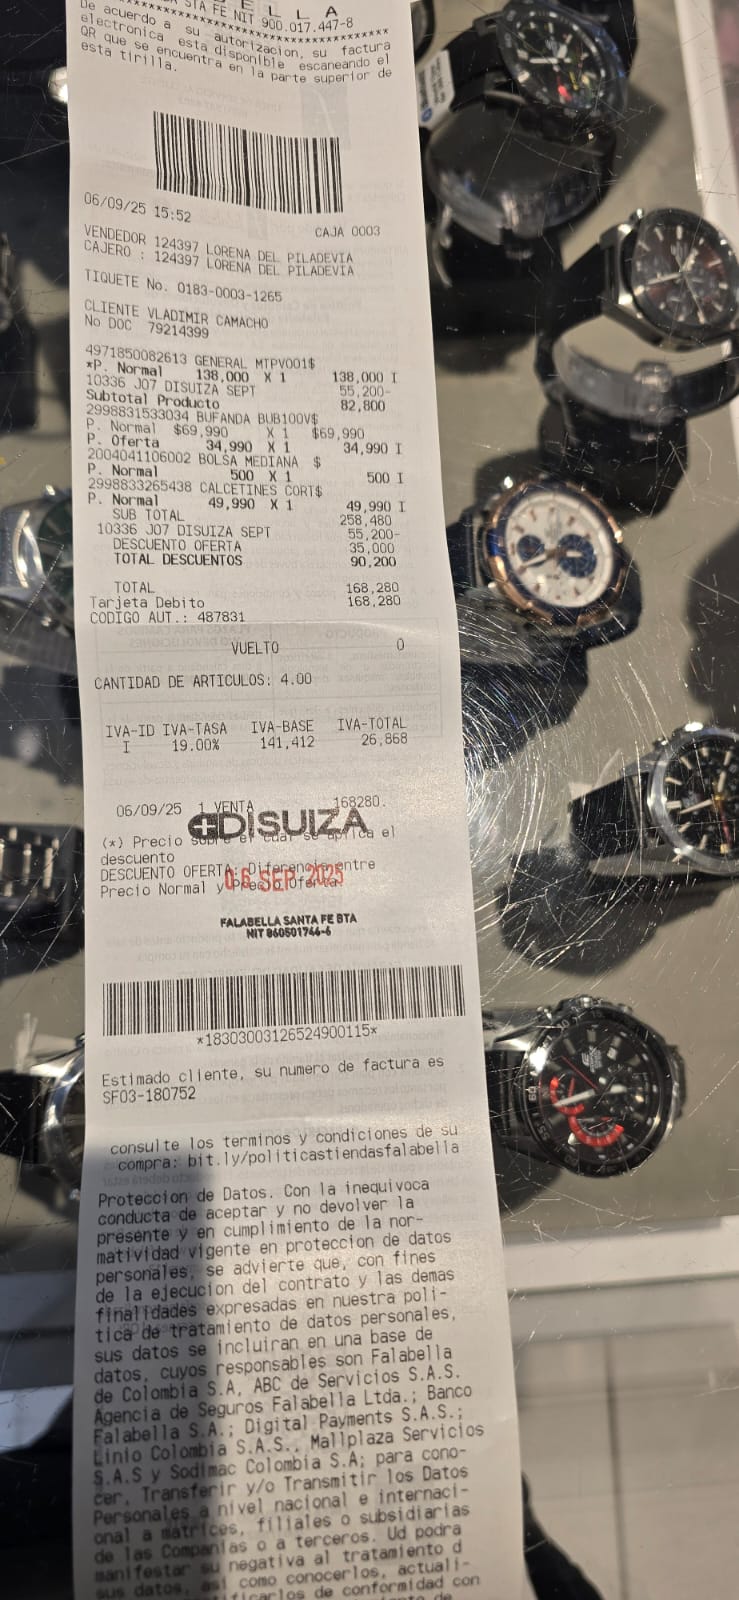 E L L A
STA FE NIT 900.017.447-8
****************************************
De acuerdo a su autorizacion, su factura
electronica esta disponible escaneando el
QR que se encuentra en la parte superior de
esta tirilla.
06/09/25 15:52
CAJA 0003
VENDEDOR 124397 LORENA DEL PILADEVIA
CAJERO : 124397 LORENA DEL PILADEVIA
TIQUETE No. 0183-0003-1265
CLIENTE VLADIMIR CAMACHO
No DOC 79214399
4971850082613 GENERAL MTPV001$
*P. Normal 138,000 X 1 138,000 I
10336 J07 DISUIZA SEPT 55,200-
Subtotal Producto 82,800
2998831533034 BUFANDA BUB100V$
P. Normal $69,990 X 1 $69,990
P. Oferta 34,990 X 1 34,990 I
2004041106002 BOLSA MEDIANA $
P. Normal 500 X 1 500 I
2998833265438 CALCETINES CORT$
P. Normal 49,990 X 1 49,990 I
SUB TOTAL 258,480
10336 J07 DISUIZA SEPT 55,200-
DESCUENTO OFERTA 35,000
TOTAL DESCUENTOS 90,200
TOTAL 168,280
Tarjeta Debito 168,280
CODIGO AUT.: 487831
VUELTO 0
CANTIDAD DE ARTICULOS: 4.00
IVA-ID IVA-TASA IVA-BASE IVA-TOTAL
I 19.00% 141,412 26,868
06/09/25 1 VENTA 168280.
DISUIZA
(*) Precio sobre el cual se aplica el
descuento
DESCUENTO OFERTA: Diferencia entre
Precio Normal y Precio Oferta
06 SEP 2025
FALABELLA SANTA FE BTA
NIT 860501766-6
*18303003126524900115*
Estimado cliente, su numero de factura es
SF03-180752
consulte los terminos y condiciones de su
compra: bit.ly/politicastiendasfalabella
Proteccion de Datos. Con la inequivoca
conducta de aceptar y no devolver la
presente y en cumplimiento de la nor-
matividad vigente en proteccion de datos
personales, se advierte que, con fines
de la ejecucion del contrato y las demas
finalidades expresadas en nuestra poli-
tica de tratamiento de datos personales,
sus datos se incluiran en una base de
datos, cuyos responsables son Falabella
de Colombia S.A, ABC de Servicios S.A.S.
Agencia de Seguros Falabella Ltda.; Banco
Falabella S.A.; Digital Payments S.A.S.;
Linio Colombia S.A.S., Mallplaza Servicios
S.A.S y Sodimac Colombia S.A; para cono-
cer, Transferir y/o Transmitir los Datos
Personales a nivel nacional e internaci-
onal a matrices, filiales o subsidiarias
de las Companias o a terceros. Ud podra
manifestar su negativa al tratamiento d
sus datos, asi como conocerlos, actuali-
ificarlos de conformidad con